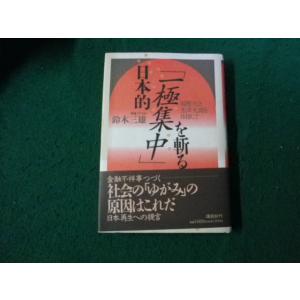 日本的
「一極集中」
を斬る
鈴木三雄
金融不祥事つづく
社会の「ゆがみ」の
原因はこれだ
日本再生への提言